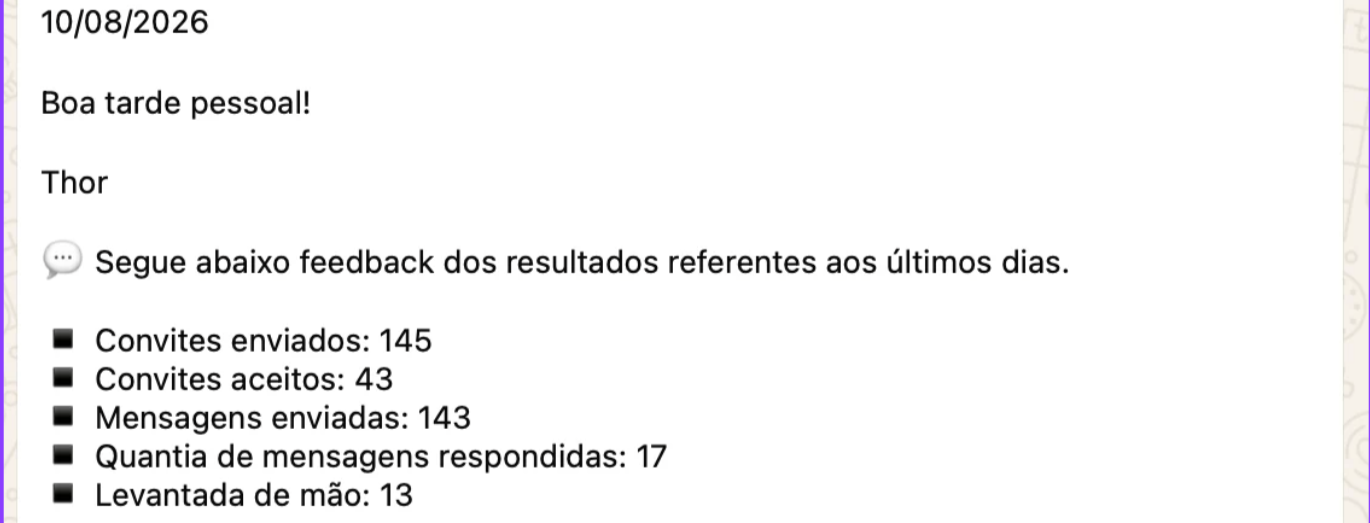 10/08/2026
Boa tarde pessoal!
Thor
💬 Segue abaixo feedback dos resultados referentes aos últimos dias.
▪️ Convites enviados: 145
▪️ Convites aceitos: 43
▪️ Mensagens enviadas: 143
▪️ Quantia de mensagens respondidas: 17
▪️ Levantada de mão: 13